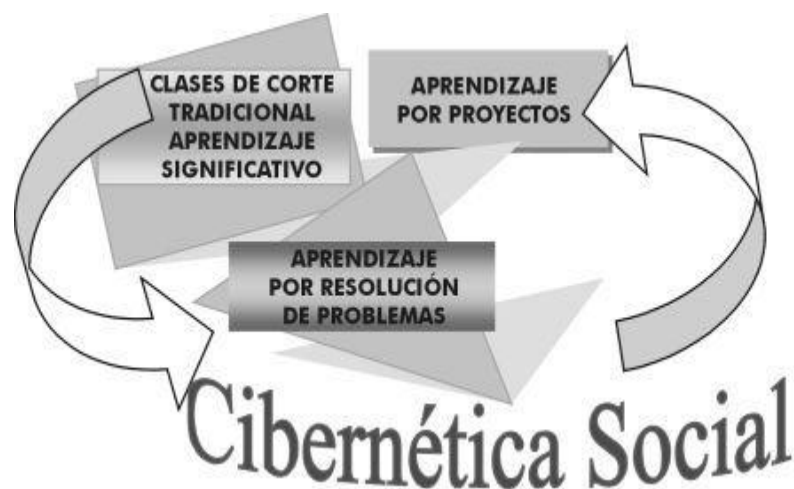 CLASES DE CORTE
TRADICIONAL
APRENDIZAJE
SIGNIFICATIVO
APRENDIZAJE
POR PROYECTOS
APRENDIZAJE
POR RESOLUCIÓN
DE PROBLEMAS
Cibernética Social